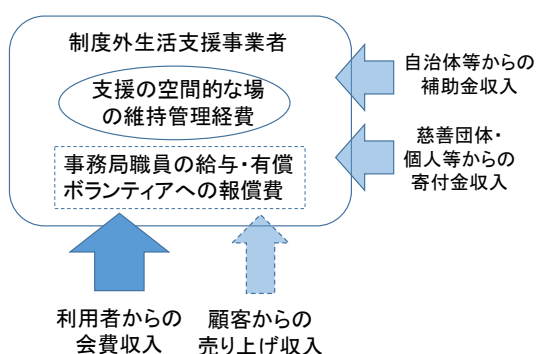 制度外生活支援事業者
支援の空間的な場
の維持管理経費
事務局職員の給与・有償
ボランティアへの報償費
自治体等からの
補助金収入
慈善団体・
個人等からの
寄付金収入
利用者からの
会費収入
顧客からの
売り上げ収入